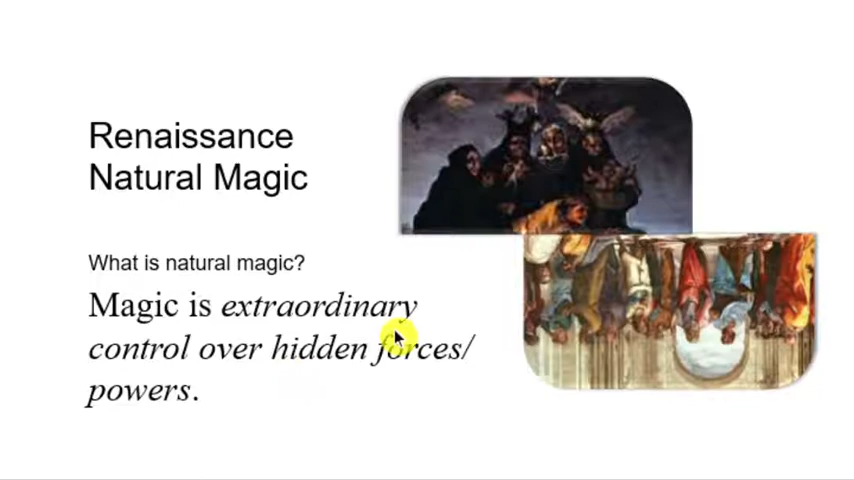 Renaissance
Natural Magic
What is natural magic?
Magic is extraordinary
control over hidden forces/
powers.